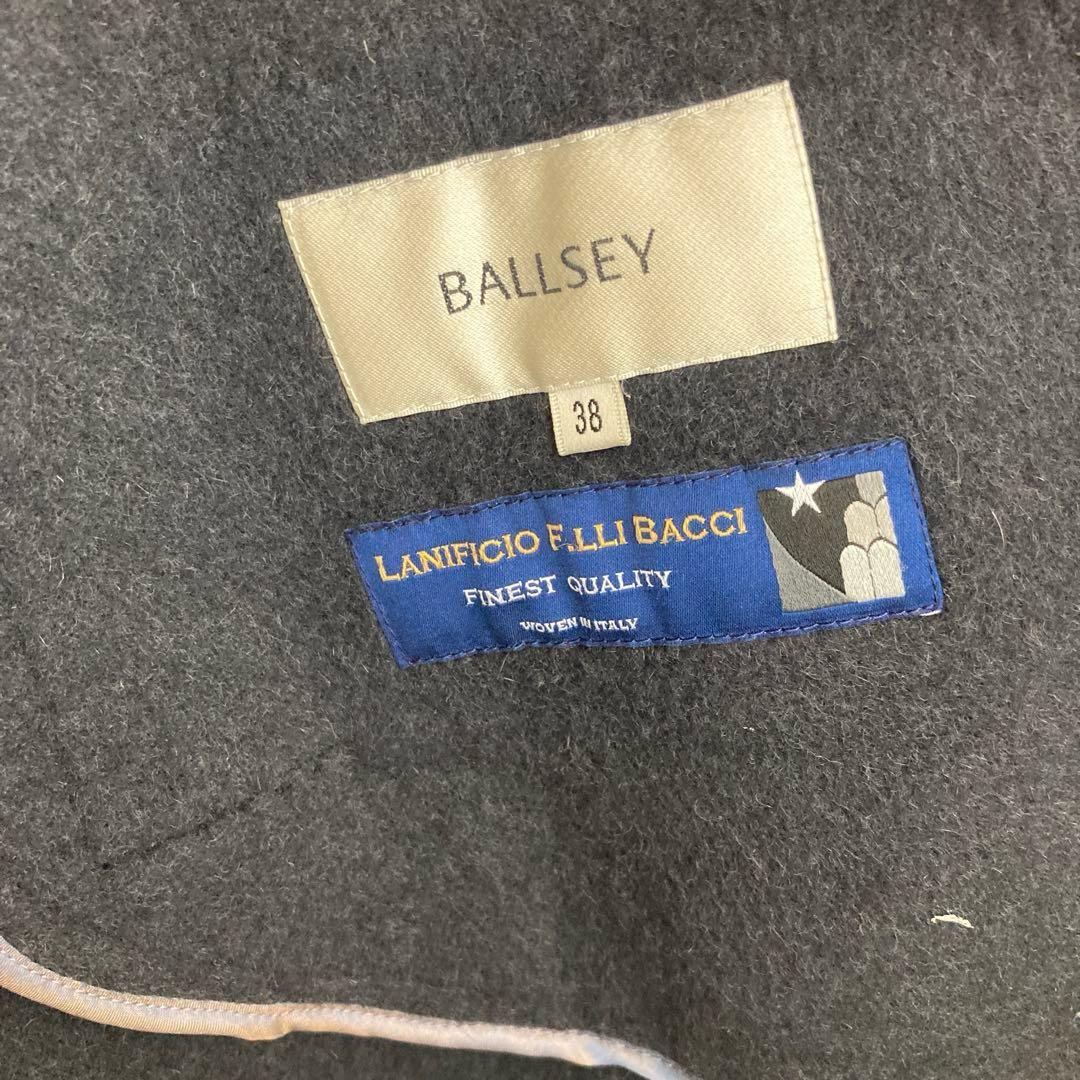 BALLSEY
38
LANIFICIO F.LLI BACCI
FINEST QUALITY
WOVEN IN ITALY